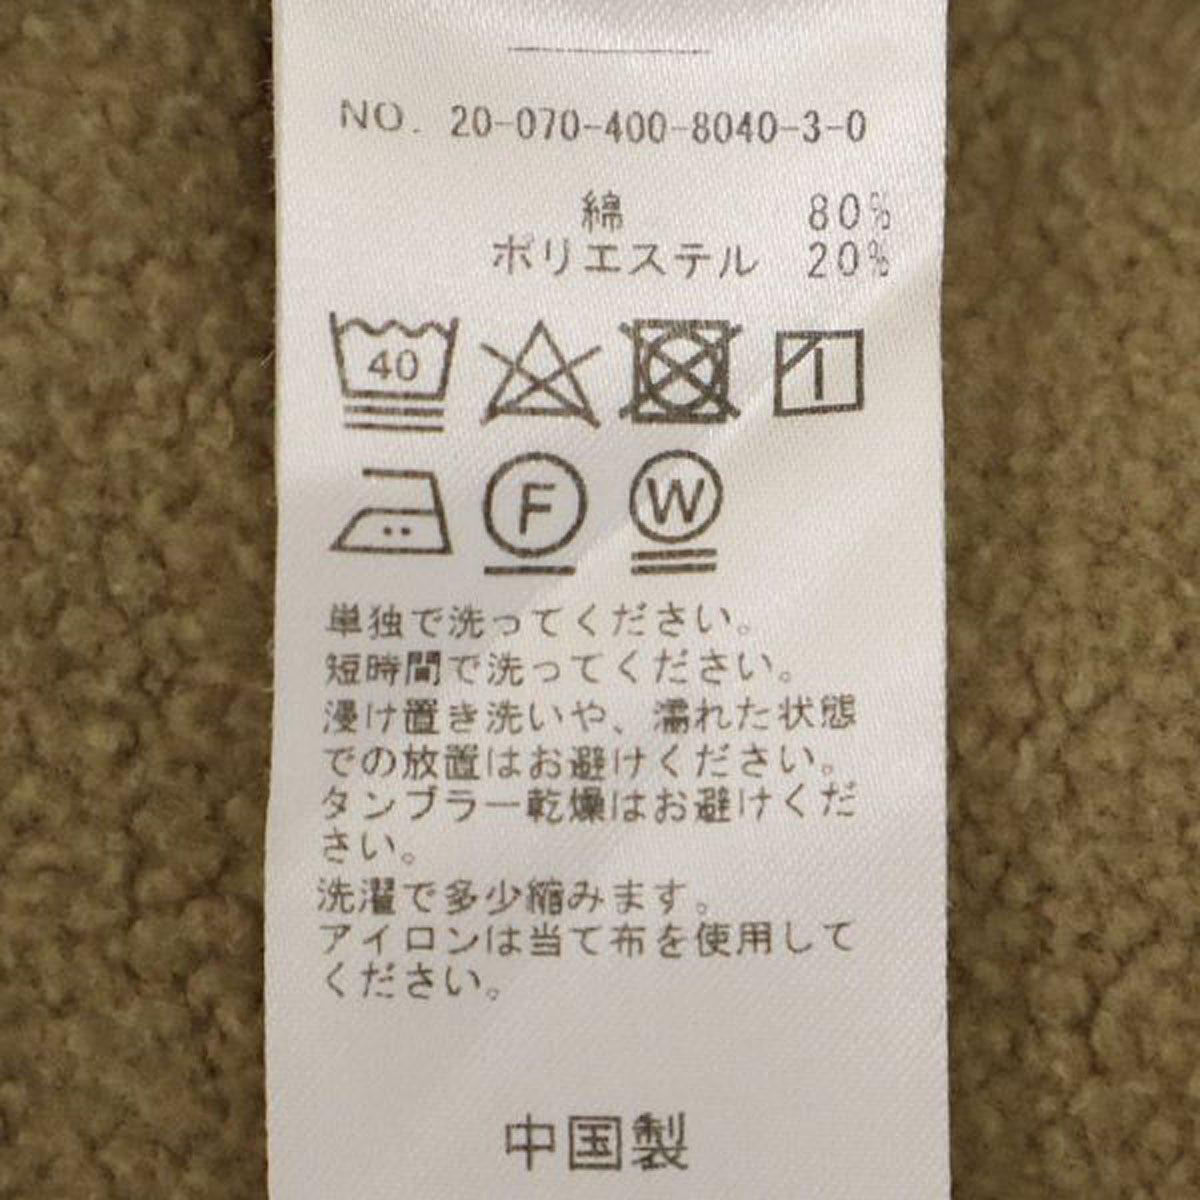 NO. 20-070-400-8040-3-0
綿 80%
ポリエステル 20%
40
F W
単独で洗ってください。
短時間で洗ってください。
浸け置き洗いや、濡れた状態
での放置はお避けください。
タンブラー乾燥はお避けくだ
さい。
洗濯で多少縮みます。
アイロンは当て布を使用して
ください。
中国製